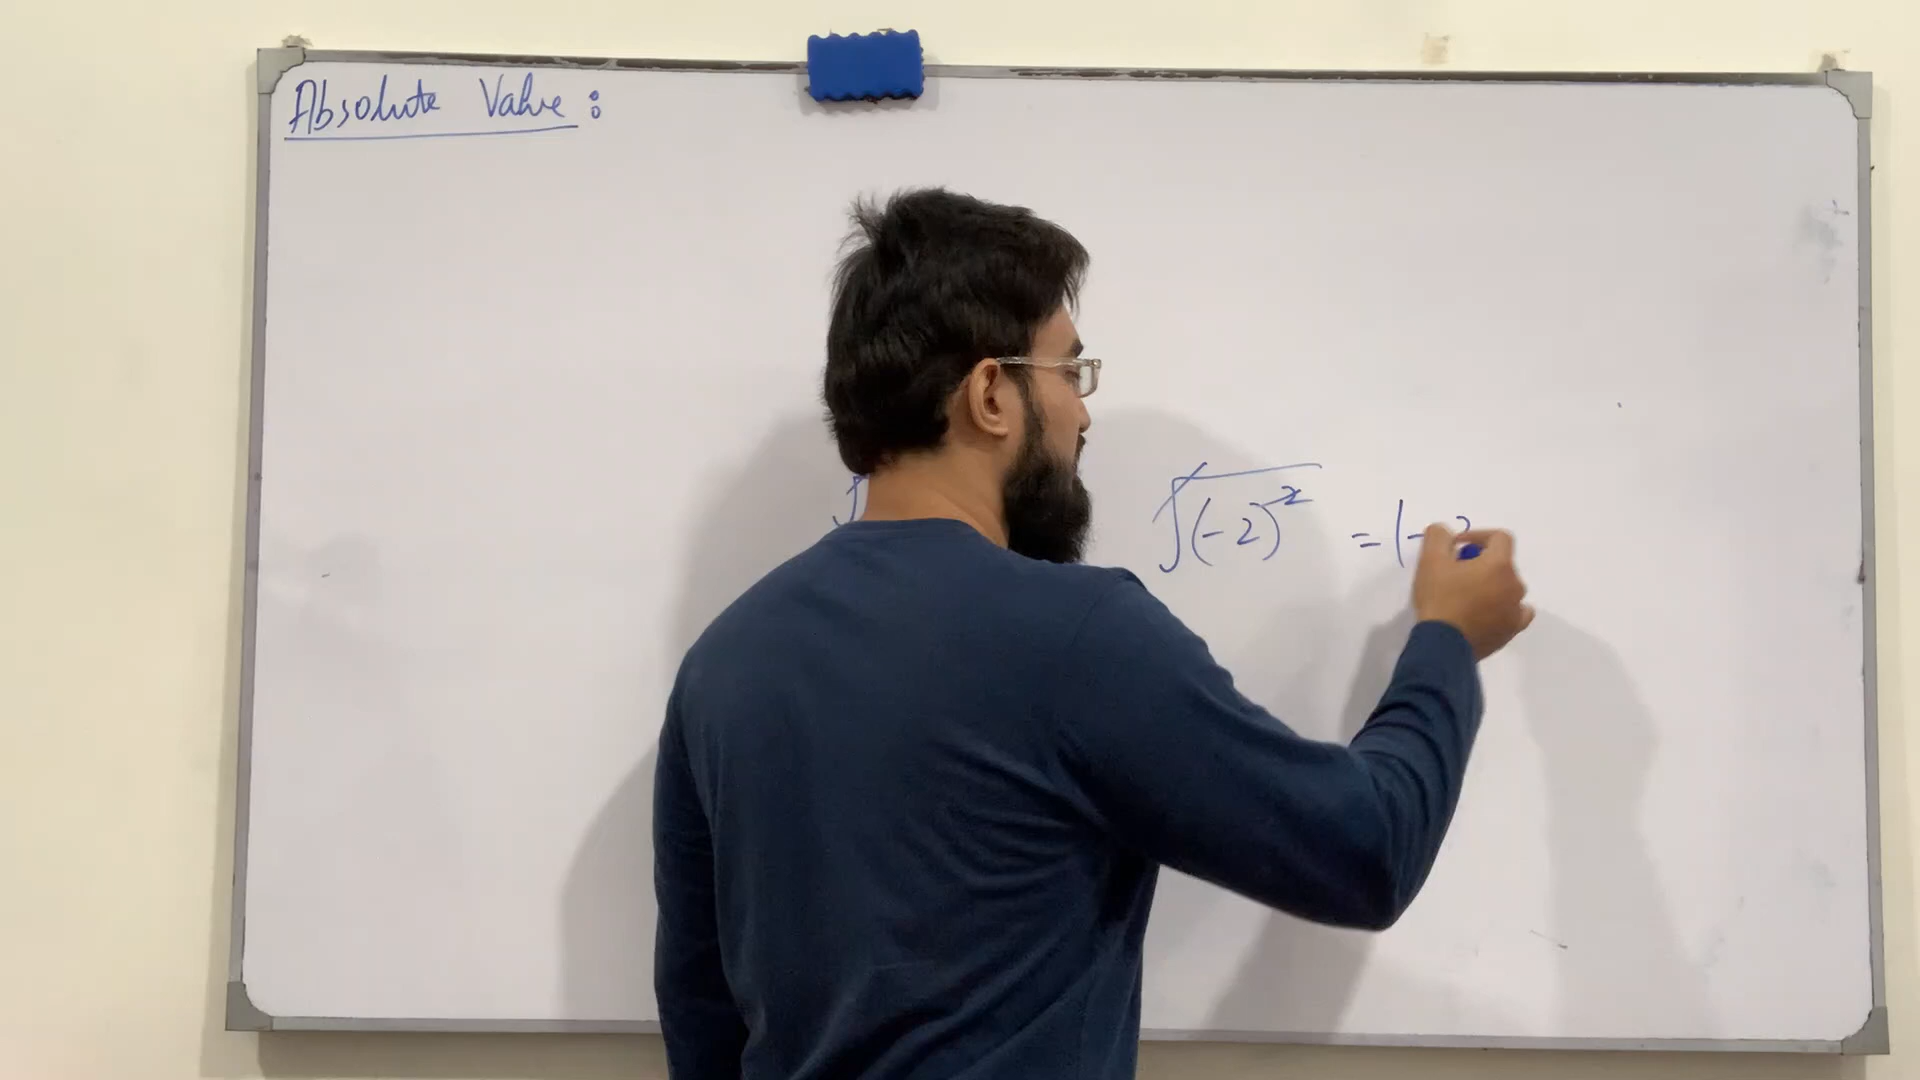 Absolute Value :
√(-2)² = |-2